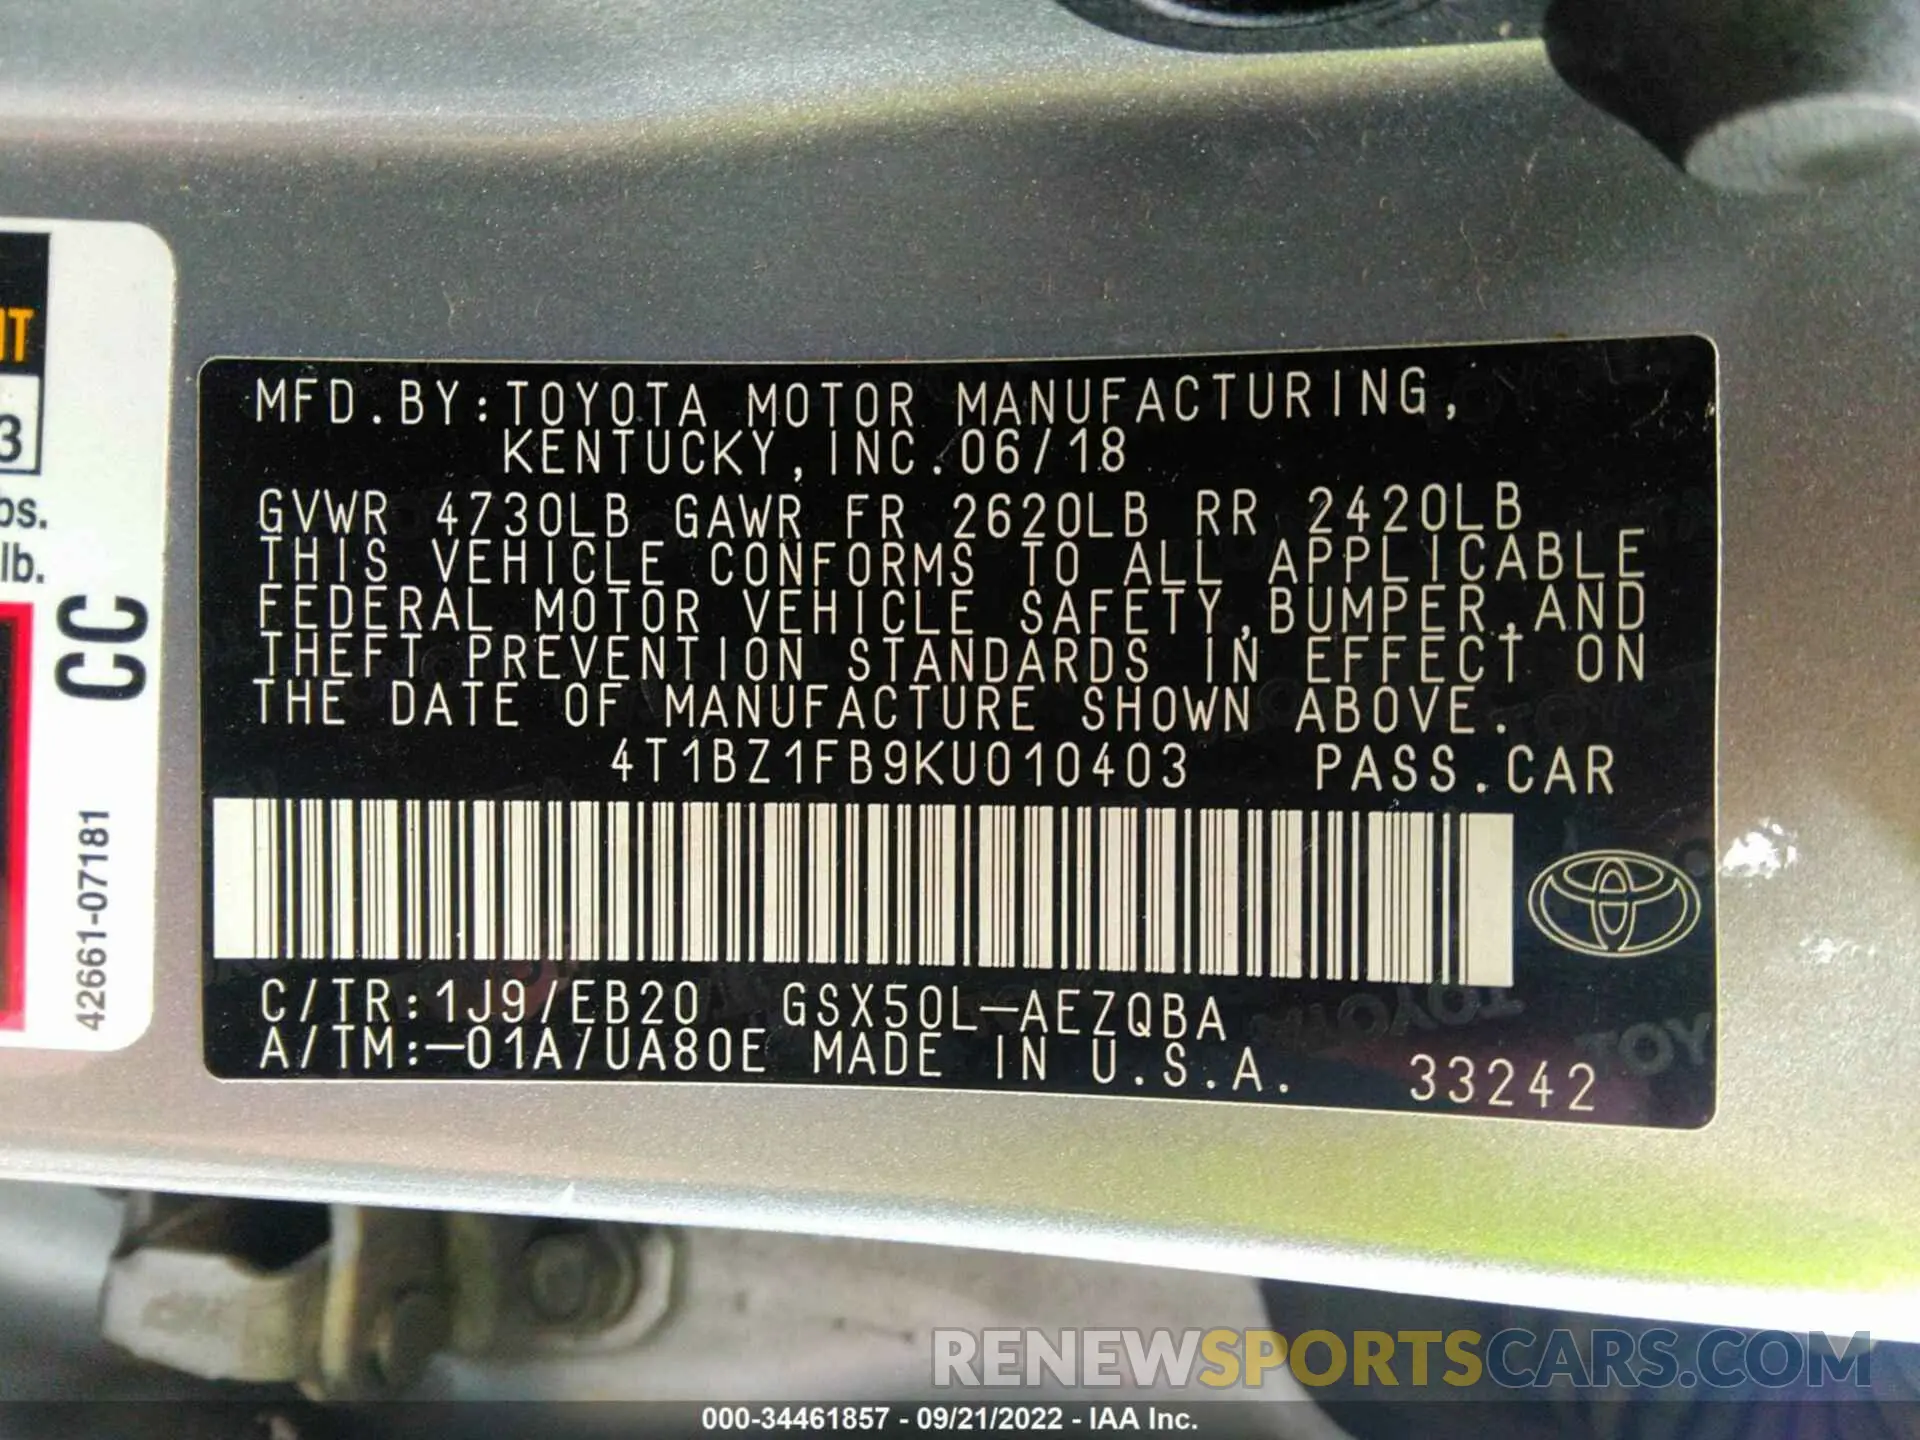 MFD.BY:TOYOTA MOTOR MANUFACTURING,
KENTUCKY,INC.06/18
GVWR 4730LB GAWR FR 2620LB RR 2420LB
THIS VEHICLE CONFORMS TO ALL APPLICABLE
FEDERAL MOTOR VEHICLE SAFETY,BUMPER,AND
THEFT PREVENTION STANDARDS IN EFFECT ON
THE DATE OF MANUFACTURE SHOWN ABOVE.
4T1BZ1FB9KU010403 PASS.CAR
C/TR:1J9/EB20 GSX50L-AEZQBA
A/TM:-01A/UA80E MADE IN U.S.A. 33242
3
lb.
CC
42661-07181
RENEWSPORTSCARS.COM
000-34461857 - 09/21/2022 - IAA Inc.